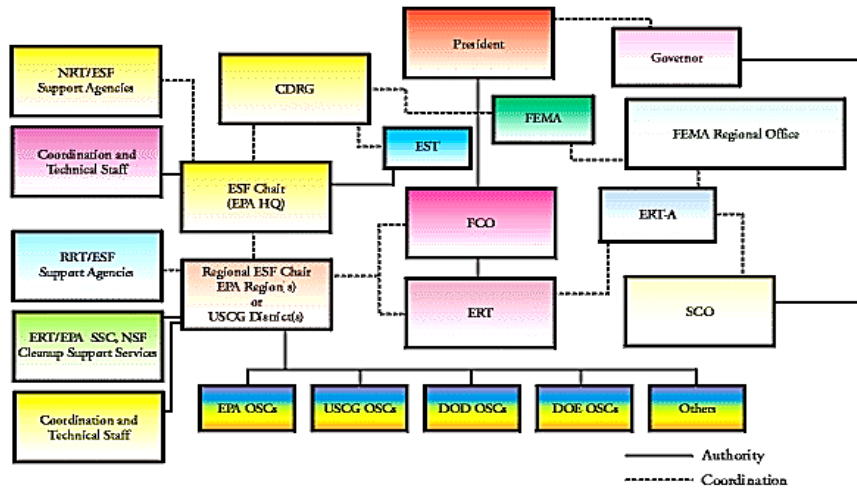 President
Governor
NRT/ESF
Support Agencies
CDRG
FEMA
FEMA Regional Office
EST
Coordination and
Technical Staff
ESF Chair
(EPA HQ)
FCO
ERT-A
RRT/ESF
Support Agencies
Regional ESF Chair
EPA Region(s)
or
USCG District(s)
ERT
SCO
ERT/EPA SSC, NSF
Cleanup Support Services
Coordination and
Technical Staff
EPA OSCs
USCG OSCs
DOD OSCs
DOE OSCs
Others
Authority
Coordination